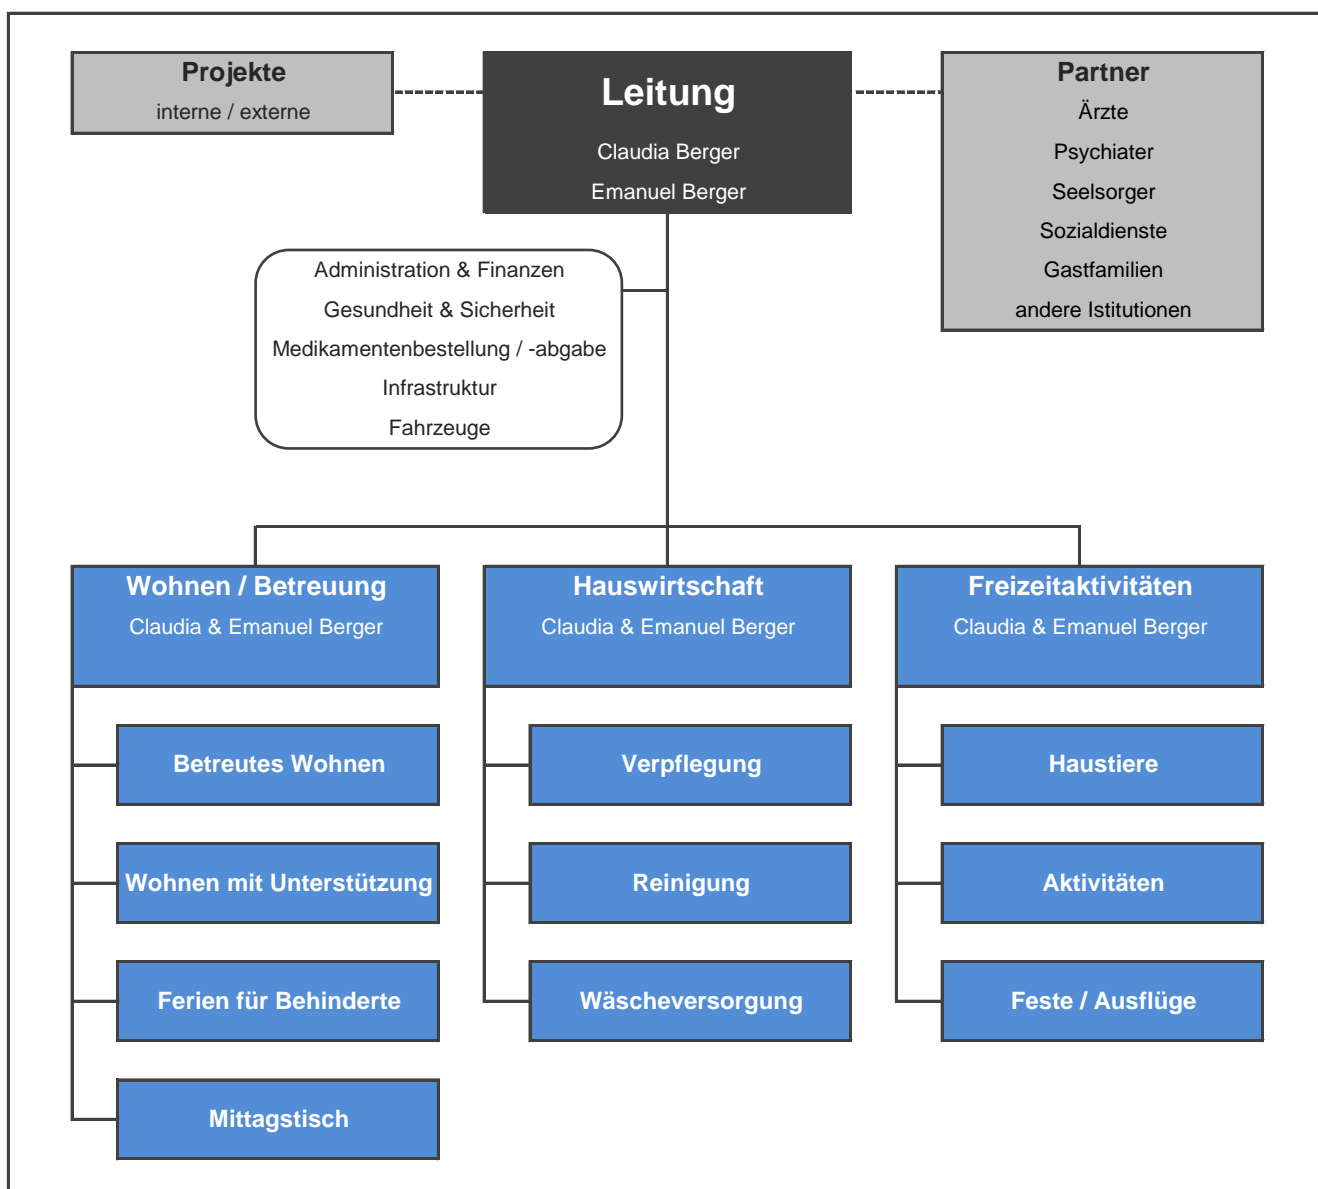 Projekte
interne / externe
Leitung
Claudia Berger
Emanuel Berger
Partner
Ärzte
Psychiater
Seelsorger
Sozialdienste
Gastfamilien
andere Istitutionen
Administration & Finanzen
Gesundheit & Sicherheit
Medikamentenbestellung / -abgabe
Infrastruktur
Fahrzeuge
Wohnen / Betreuung
Claudia & Emanuel Berger
Betreutes Wohnen
Wohnen mit Unterstützung
Ferien für Behinderte
Mittagstisch
Hauswirtschaft
Claudia & Emanuel Berger
Verpflegung
Reinigung
Wäscheversorgung
Freizeitaktivitäten
Claudia & Emanuel Berger
Haustiere
Aktivitäten
Feste / Ausflüge